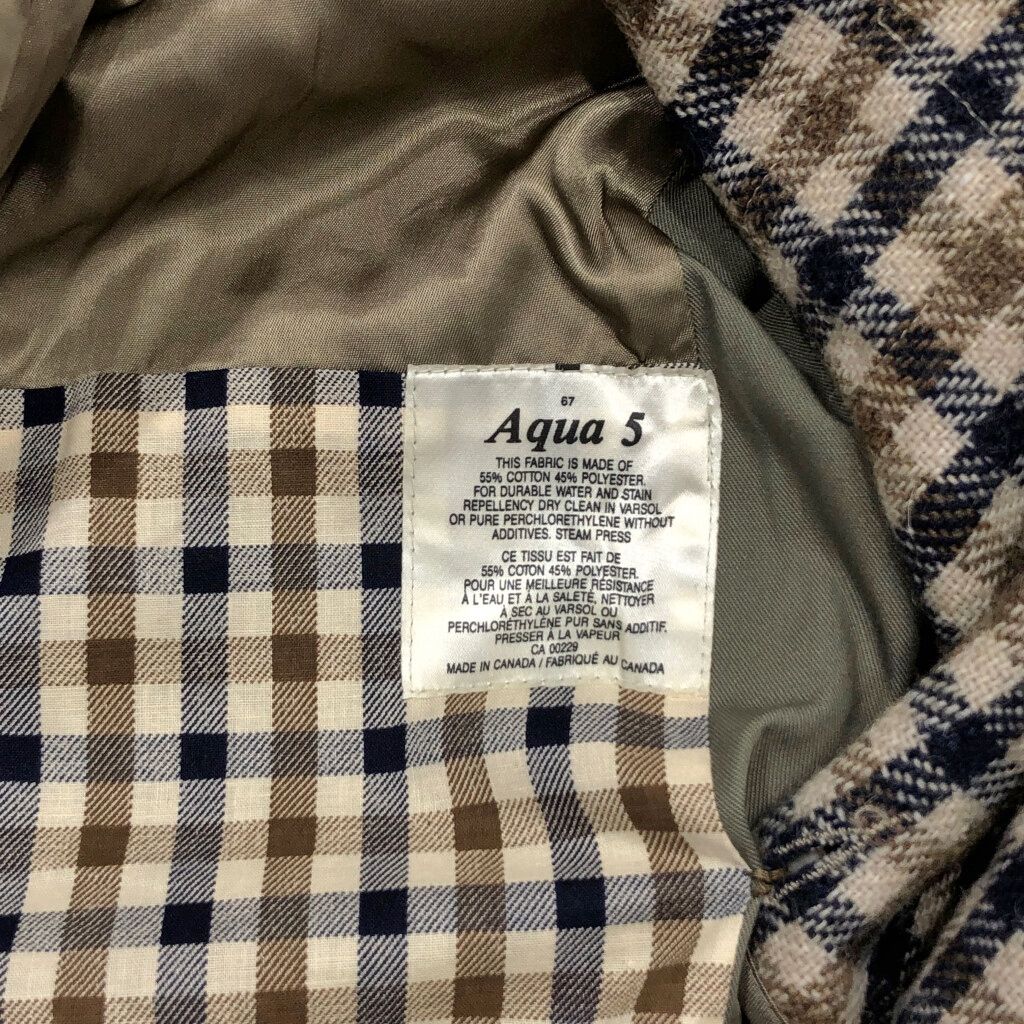 67
Aqua 5
THIS FABRIC IS MADE OF
55% COTTON 45% POLYESTER.
FOR DURABLE WATER AND STAIN
REPELLENCY DRY CLEAN IN VARSOL
OR PURE PERCHLORETHYLENE WITHOUT
ADDITIVES. STEAM PRESS
CE TISSU EST FAIT DE
55% COTON 45% POLYESTER.
POUR UNE MEILLEURE RÉSISTANCE
À L'EAU ET À LA SALETÉ, NETTOYER
À SEC AU VARSOL OU
PERCHLORÉTHYLÈNE PUR SANS ADDITIF.
PRESSER À LA VAPEUR
CA 00229
MADE IN CANADA / FABRIQUÉ AU CANADA